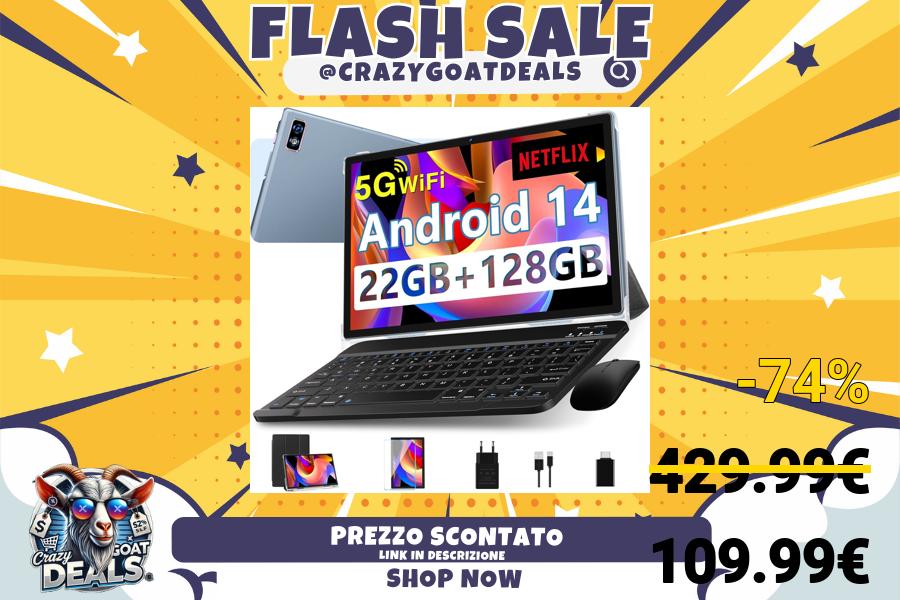 FLASH SALE
@CRAZYGOATDEALS
NETFLIX
5G WiFi
Android 14
22GB+128GB
-74%
429.99€
PREZZO SCONTATO
LINK IN DESCRIZIONE
SHOP NOW
109.99€
$
52%
Crazy
GOAT
DEALS